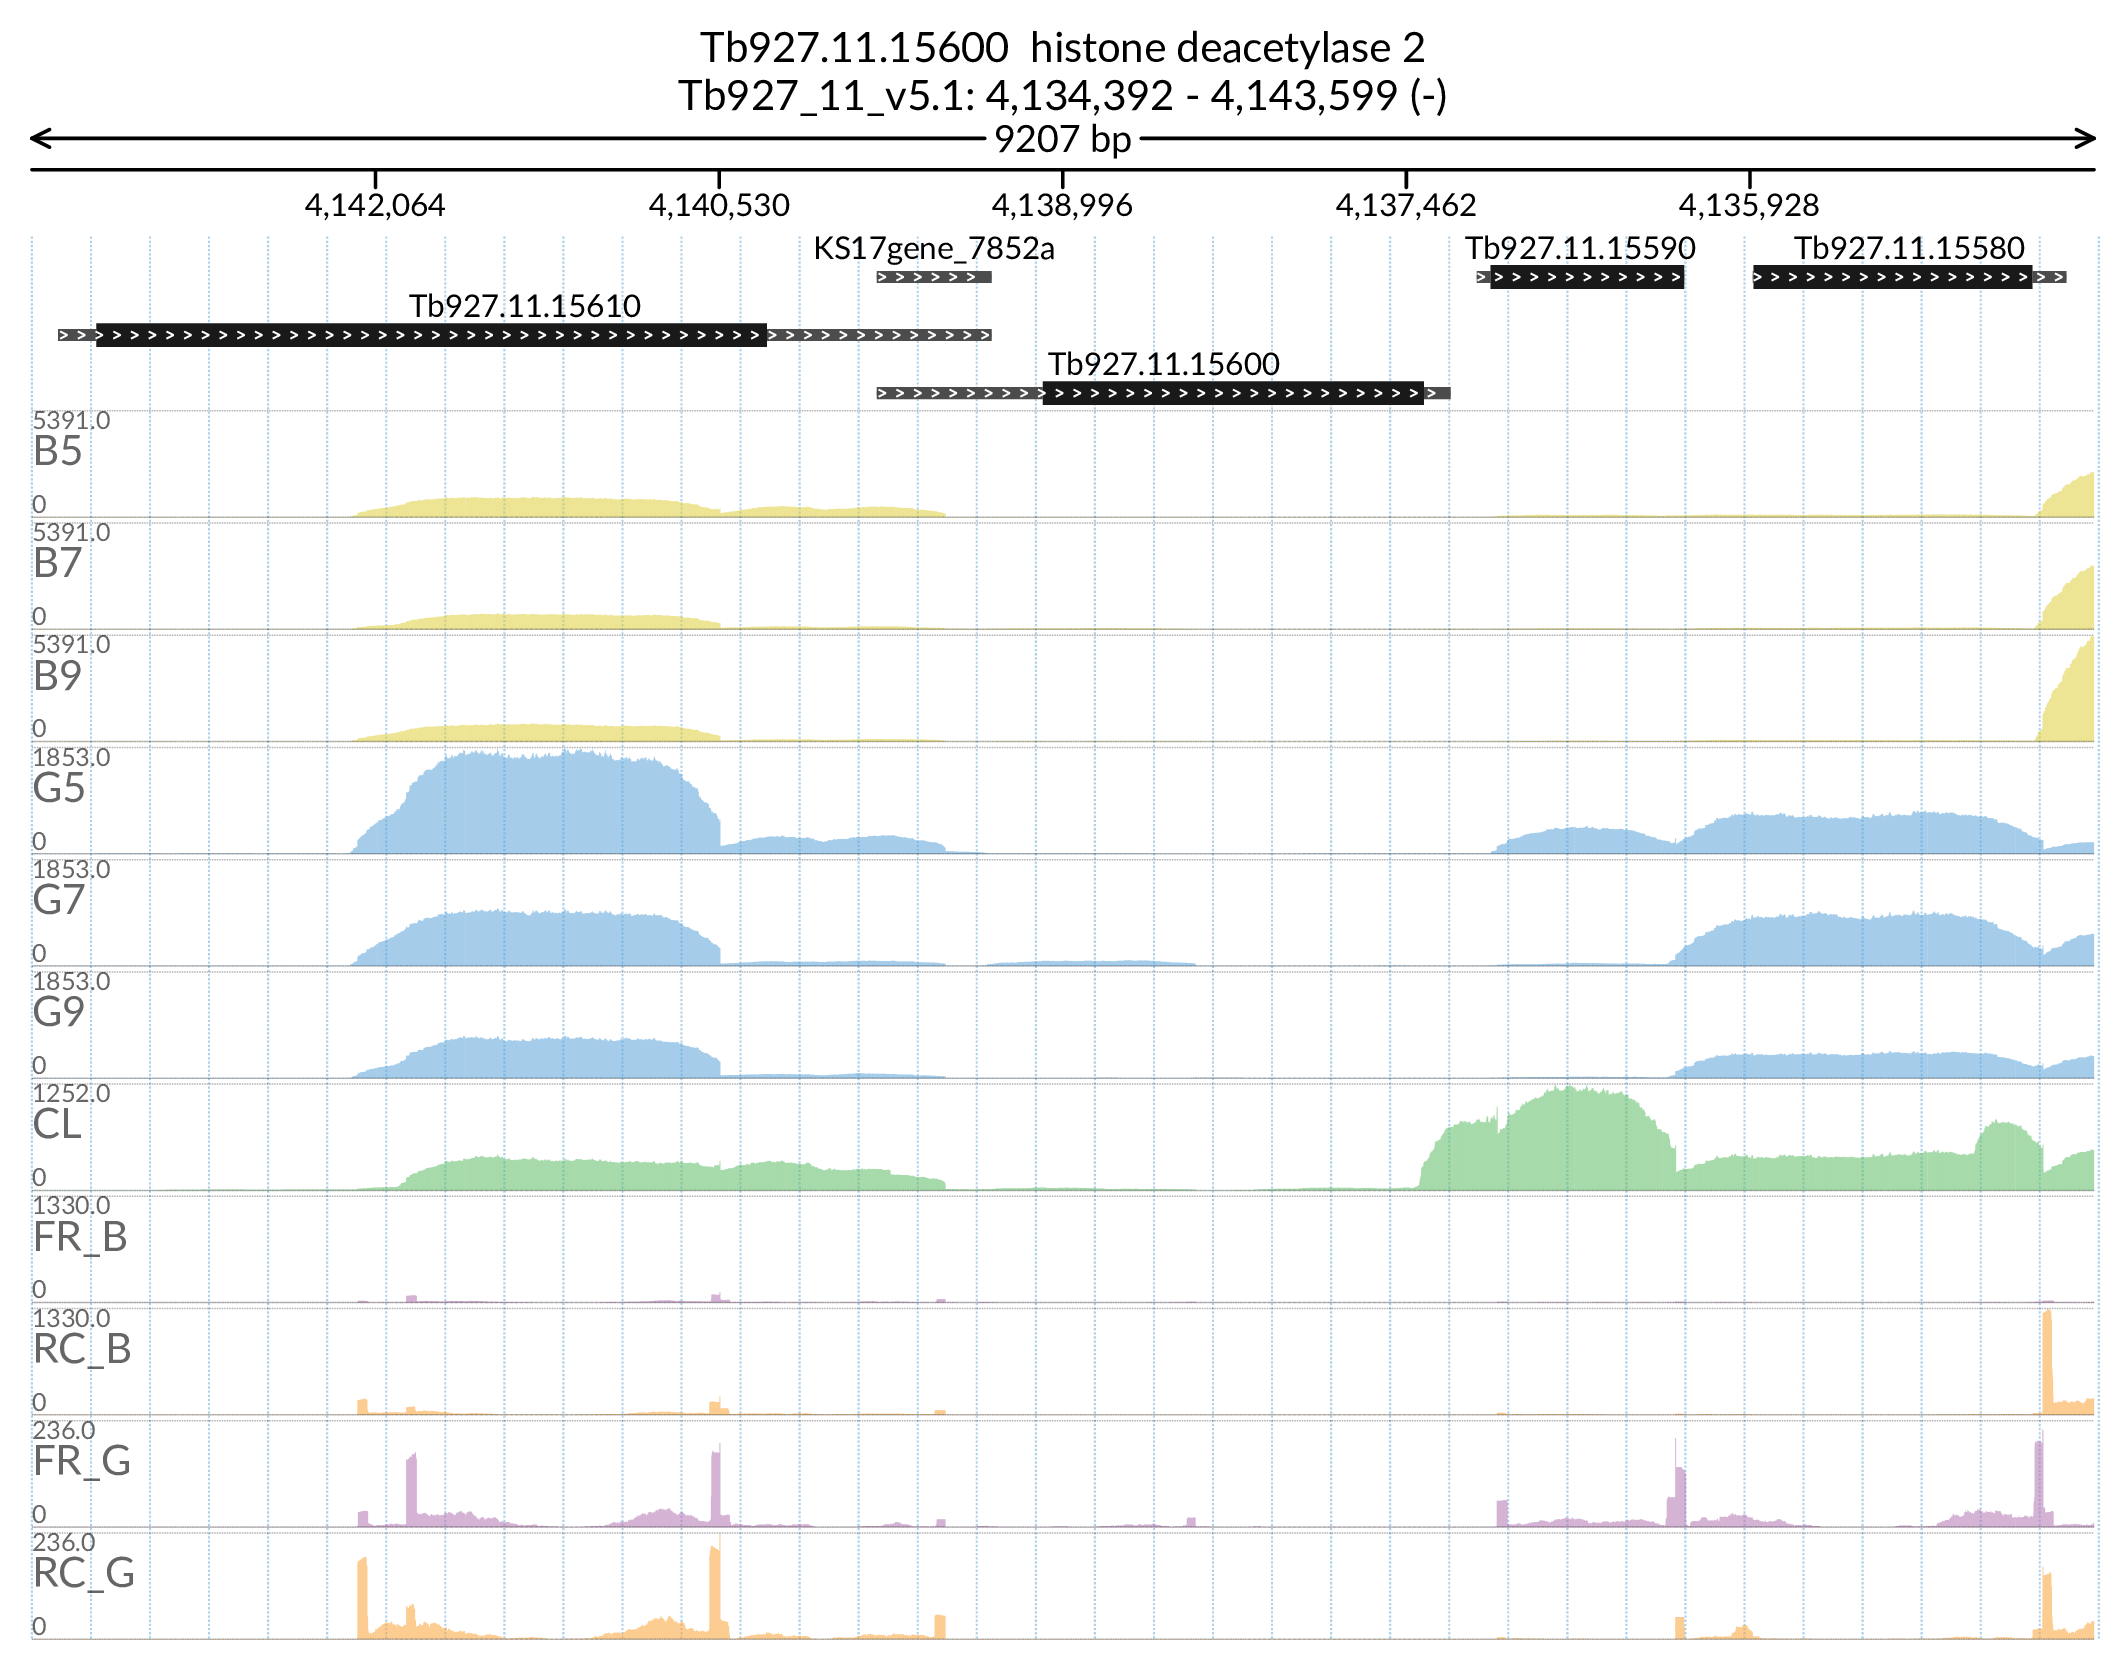 Tb927.11.15600  histone deacetylase 2
Tb927_11_v5.1: 4,134,392 - 4,143,599 (-)
9207 bp
4,142,064 4,140,530 4,138,996 4,137,462 4,135,928
KS17gene_7852a Tb927.11.15590 Tb927.11.15580
Tb927.11.15610
Tb927.11.15600
5391.0
B5
0
5391.0
B7
0
5391.0
B9
0
1853.0
G5
0
1853.0
G7
0
1853.0
G9
0
1252.0
CL
0
1330.0
FR_B
0
1330.0
RC_B
0
236.0
FR_G
0
236.0
RC_G
0